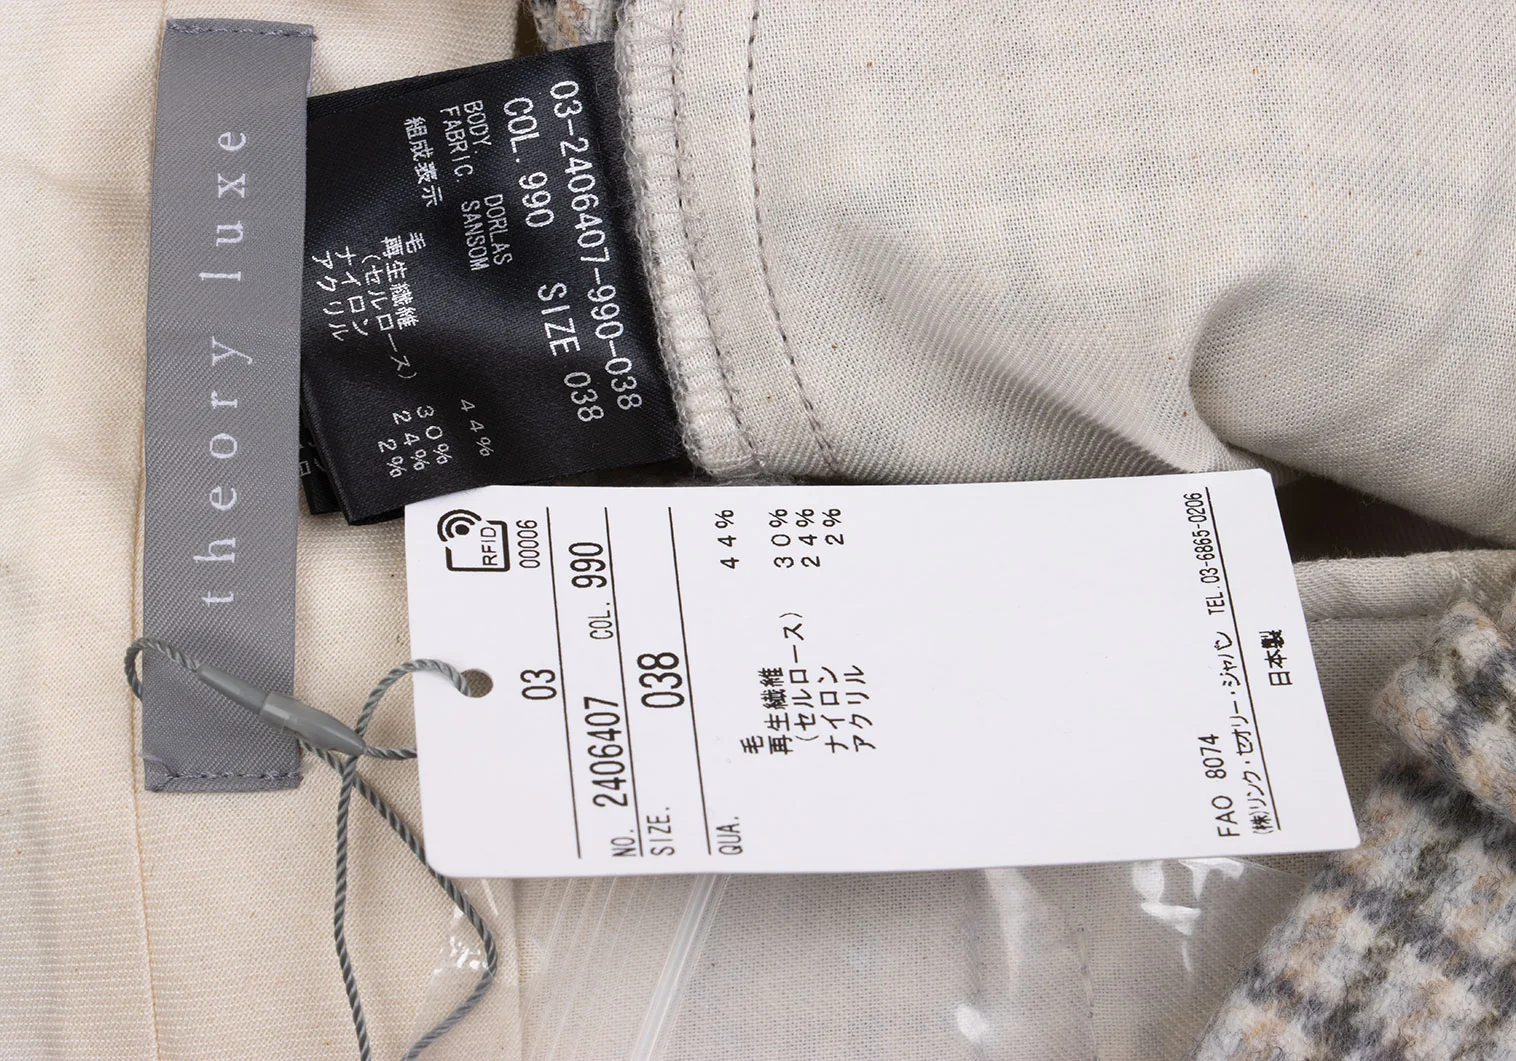 theory luxe
03-2406407-990-038
COL. 990 SIZE 038
BODY. DORLAS
FABRIC. SANSOM
組成表示
毛 44%
再生繊維
(セルロース) 30%
ナイロン 24%
アクリル 2%
RFID
00006
03
NO. 2406407 COL. 990
SIZE. 038
QUA.
毛 44%
再生繊維
(セルロース) 30%
ナイロン 24%
アクリル 2%
FAO 8074
(株)リンク・セオリー・ジャパン TEL.03-6865-0206
日本製